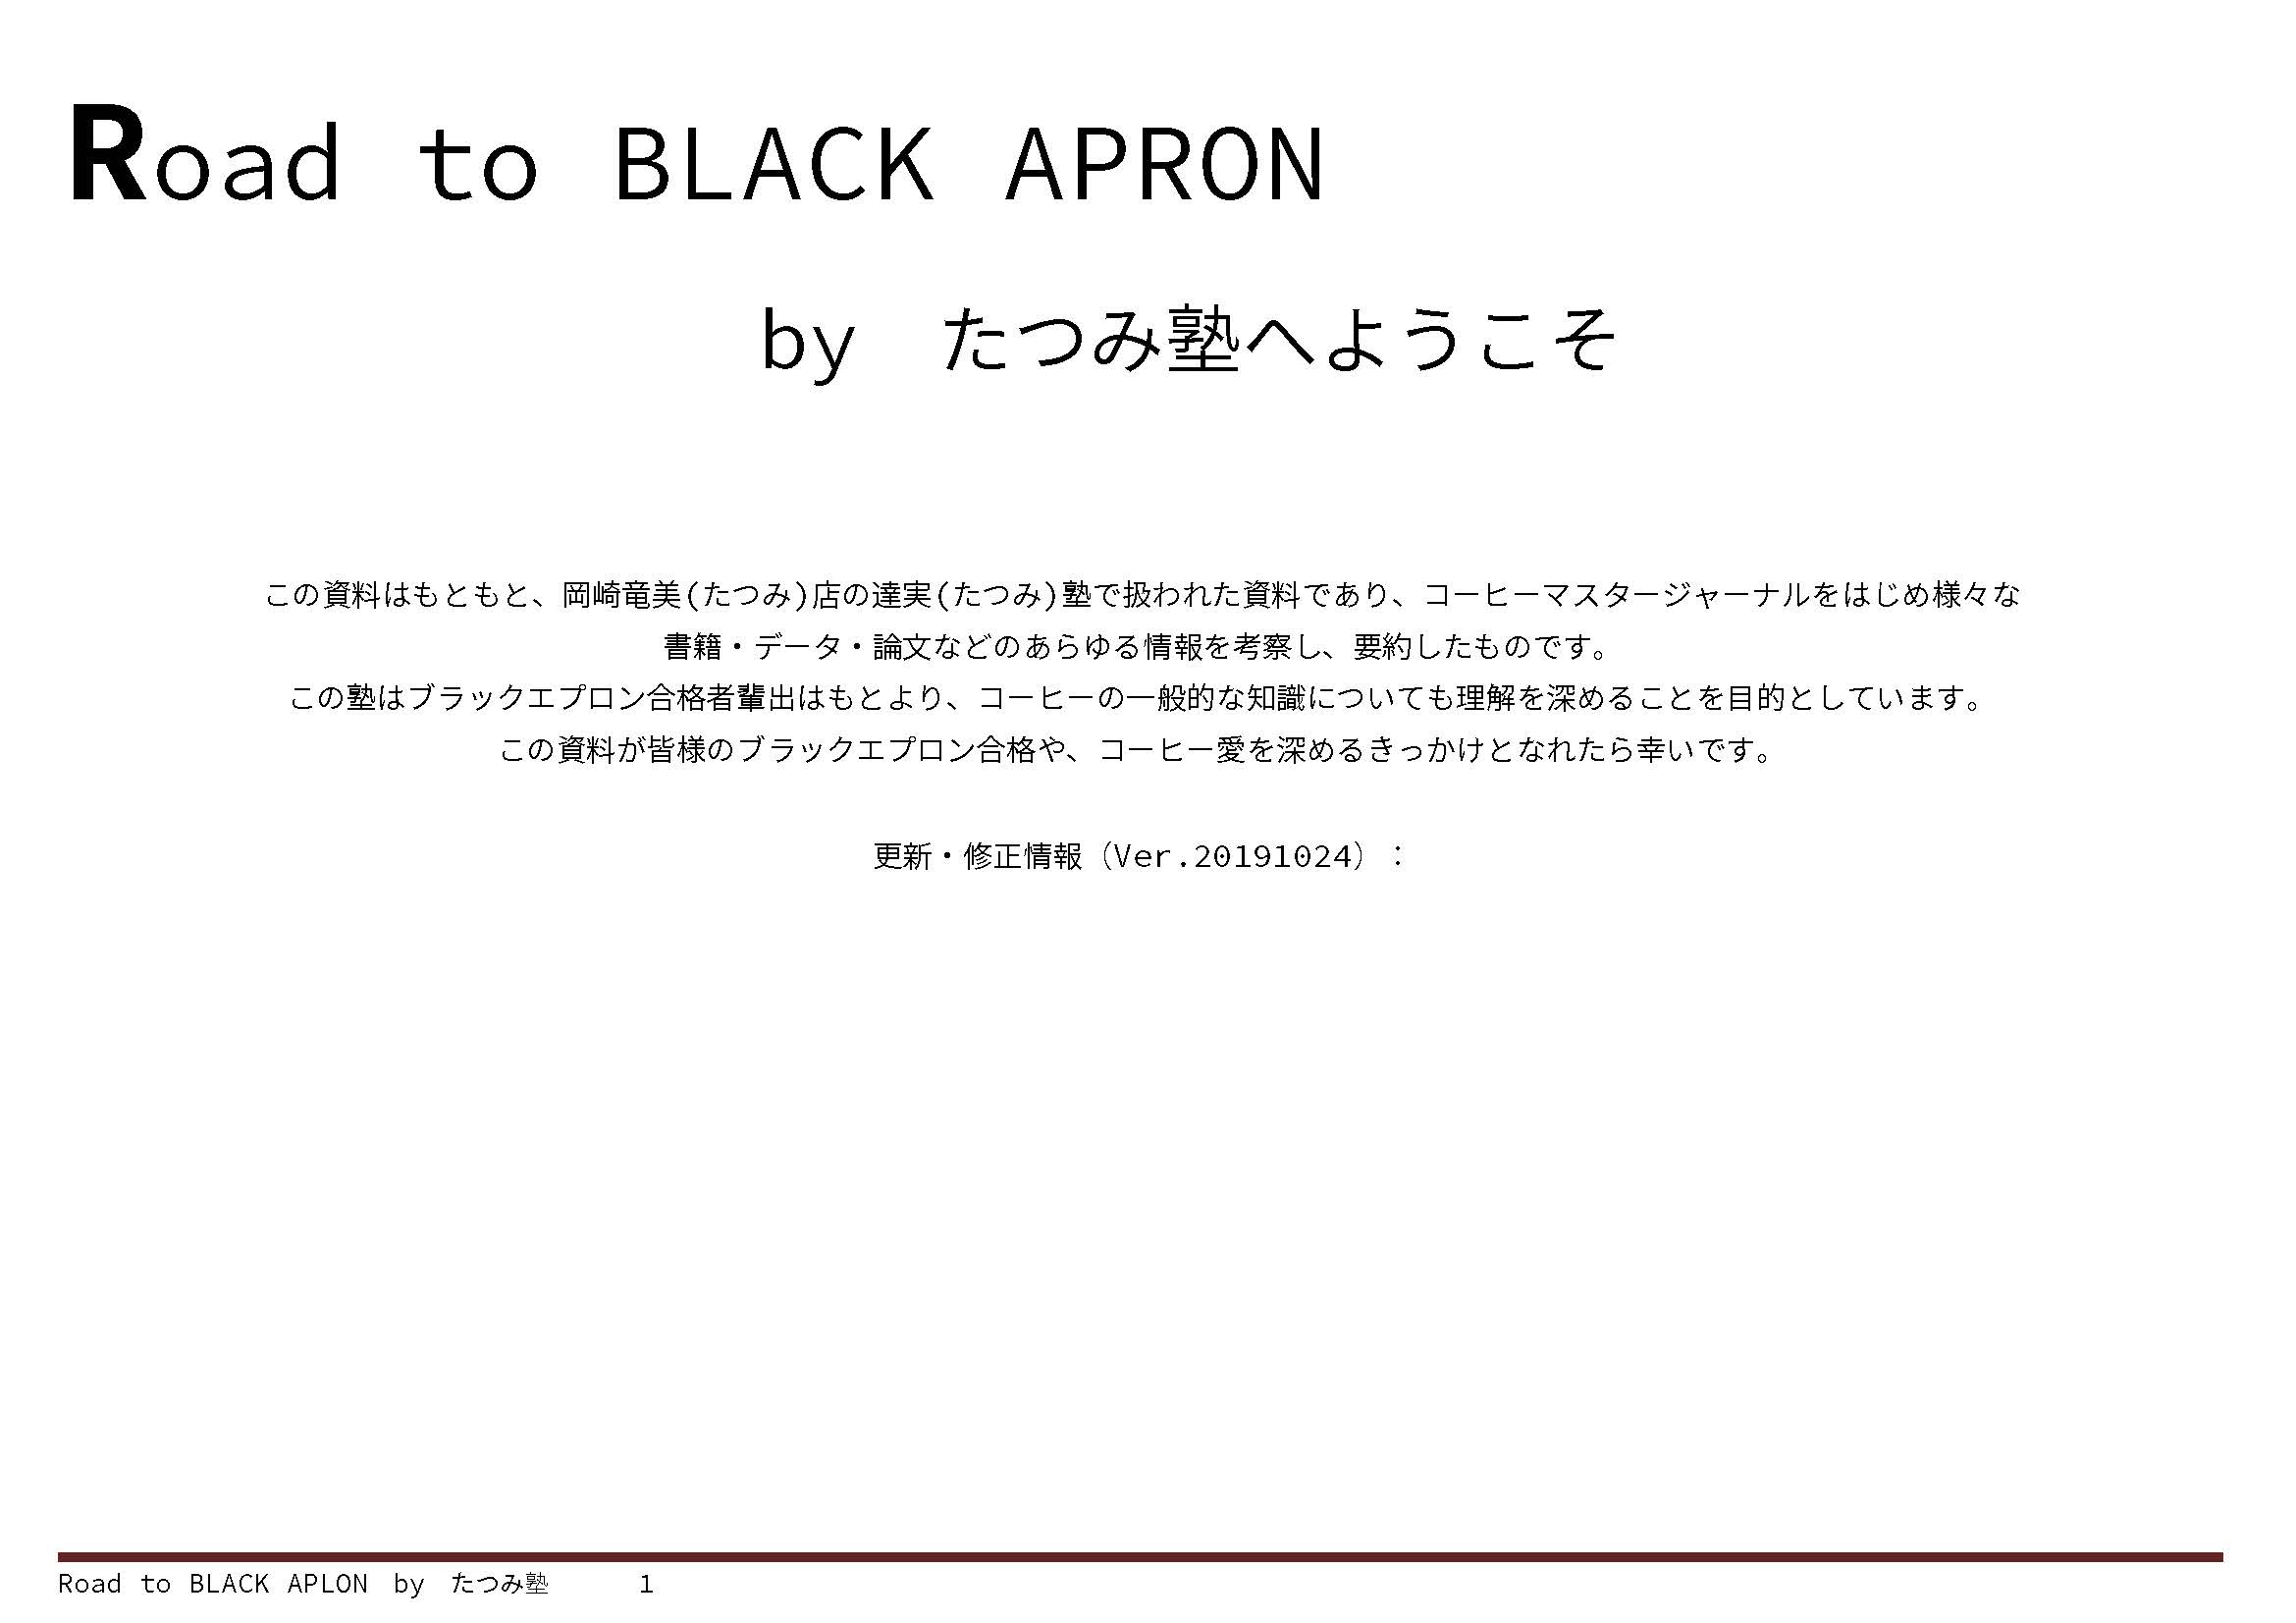 Road to BLACK APRON
by　たつみ塾へようこそ
この資料はもともと、岡崎竜美(たつみ)店の達実(たつみ)塾で扱われた資料であり、コーヒーマスタージャーナルをはじめ様々な
書籍・データ・論文などのあらゆる情報を考察し、要約したものです。
この塾はブラックエプロン合格者輩出はもとより、コーヒーの一般的な知識についても理解を深めることを目的としています。
この資料が皆様のブラックエプロン合格や、コーヒー愛を深めるきっかけとなれたら幸いです。
更新・修正情報（Ver.20191024）：
Road to BLACK APLON　by　たつみ塾　　　1